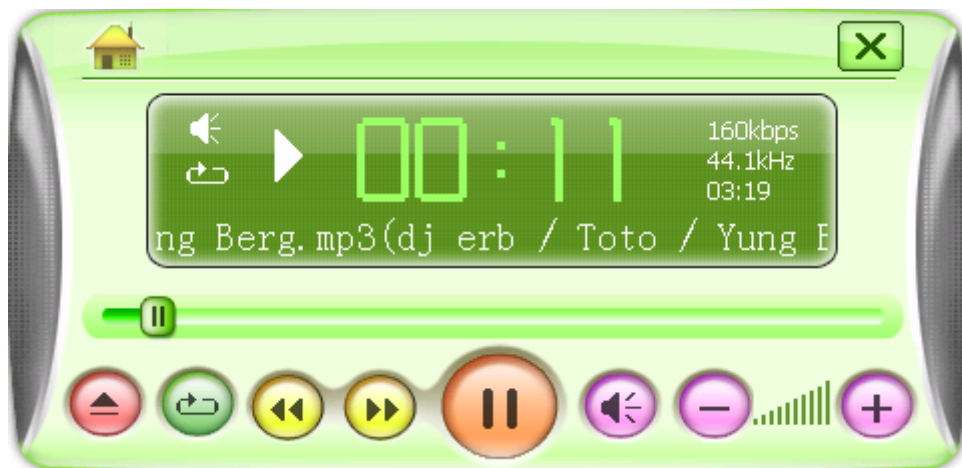 00:11
160kbps
44.1kHz
03:19
ng Berg.mp3(dj erb / Toto / Yung